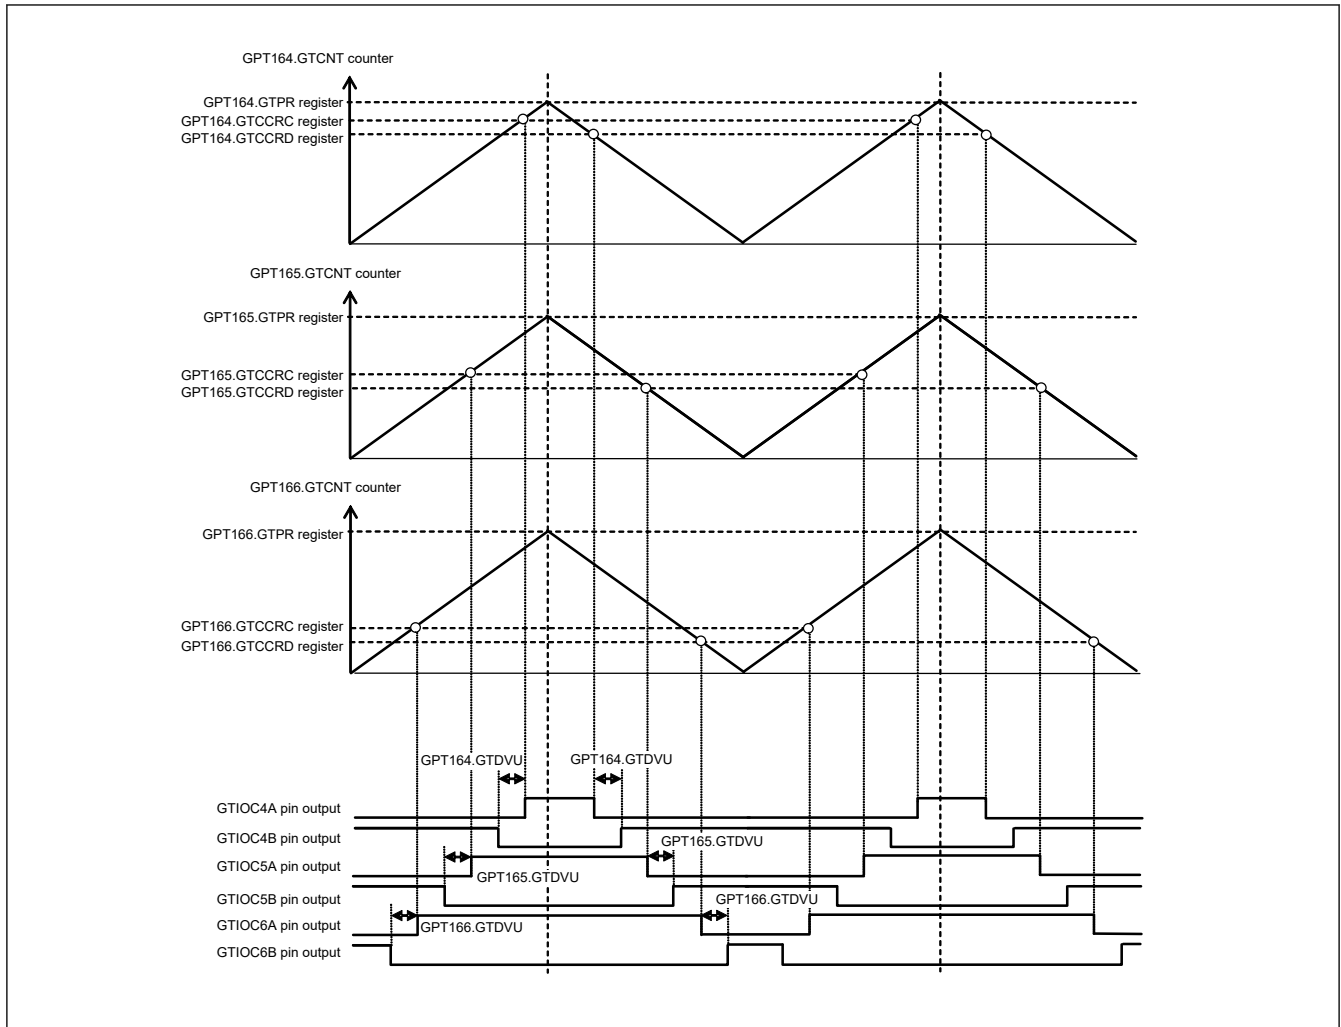 GPT164.GTCNT counter
GPT164.GTPR register
GPT164.GTCCRC register
GPT164.GTCCRD register
GPT165.GTCNT counter
GPT165.GTPR register
GPT165.GTCCRC register
GPT165.GTCCRD register
GPT166.GTCNT counter
GPT166.GTPR register
GPT166.GTCCRC register
GPT166.GTCCRD register
GPT164.GTDVU GPT164.GTDVU
GTIOC4A pin output
GTIOC4B pin output
GPT165.GTDVU
GTIOC5A pin output
GPT165.GTDVU
GTIOC5B pin output
GPT166.GTDVU
GTIOC6A pin output
GPT166.GTDVU
GTIOC6B pin output